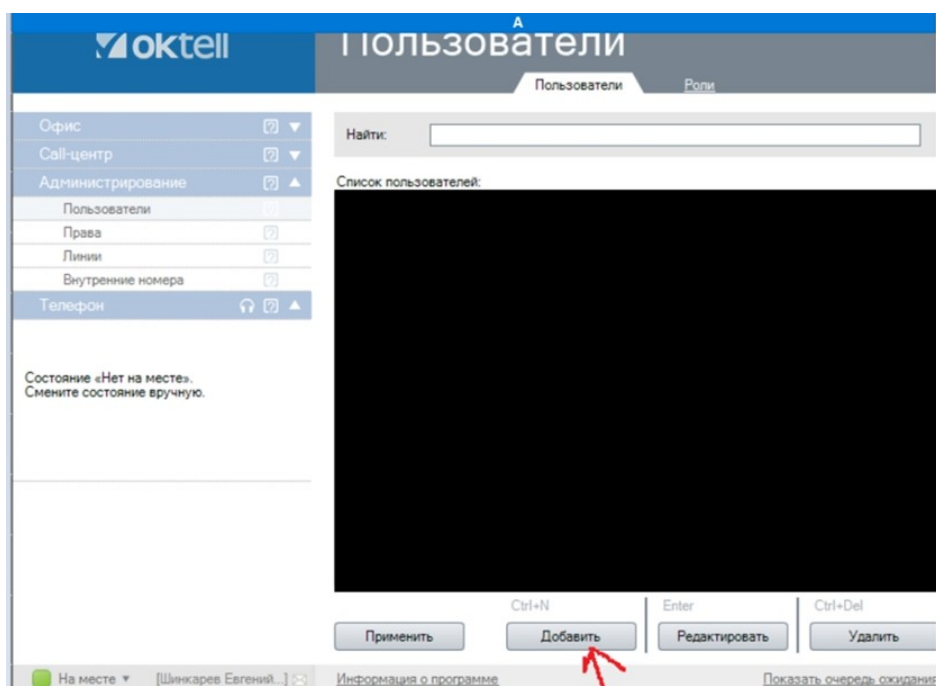 A
oktell
Пользователи
Пользователи Роли
Офис
Call-центр
Администрирование
Пользователи
Права
Линии
Внутренние номера
Телефон
Состояние «Нет на месте».
Смените состояние вручную.
Найти:
Список пользователей:
Ctrl+N Enter Ctrl+Del
Применить Добавить Редактировать Удалить
На месте [Шинкарев Евгений...] Информация о программе Показать очередь ожидания